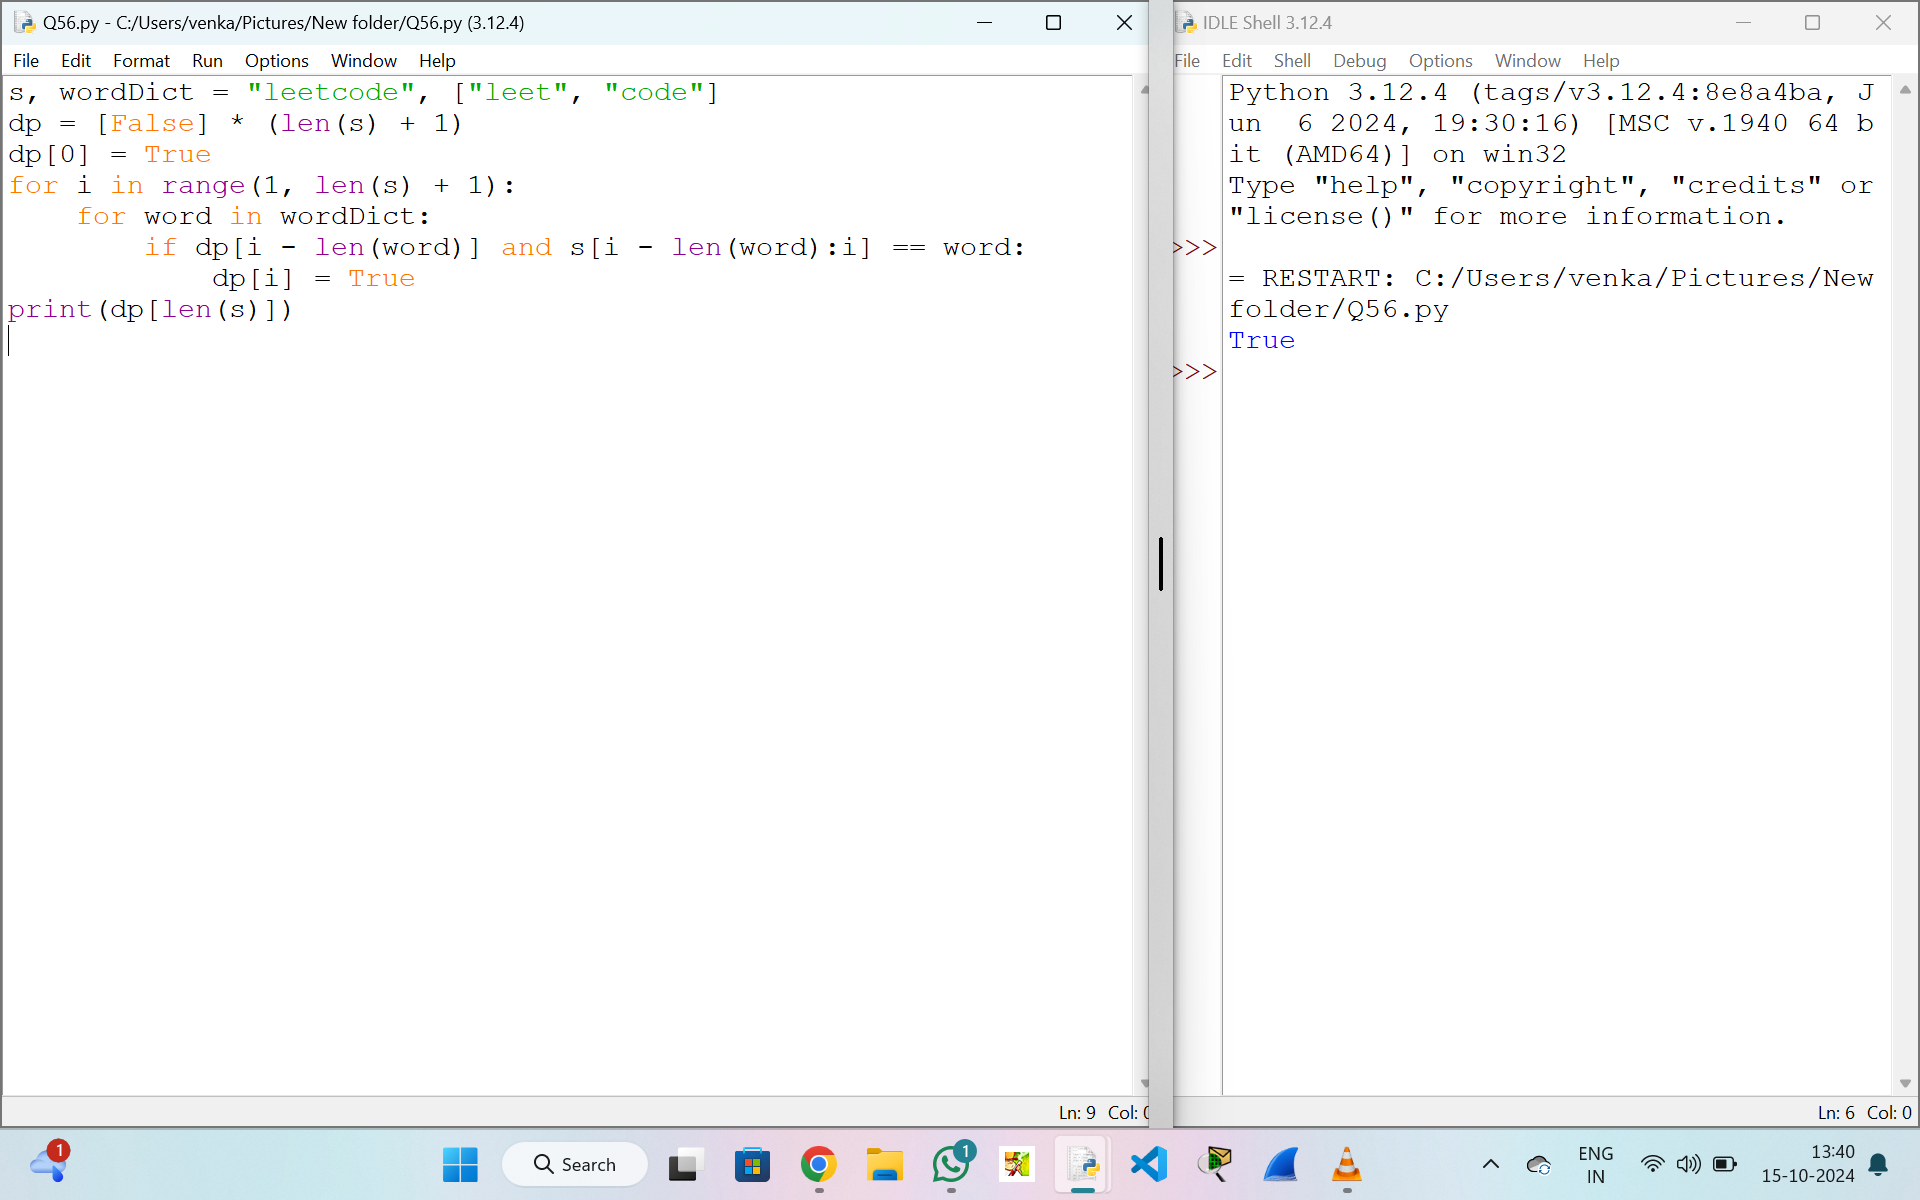 Q56.py - C:/Users/venka/Pictures/New folder/Q56.py (3.12.4)
File Edit Format Run Options Window Help
s, wordDict = "leetcode", ["leet", "code"]
dp = [False] * (len(s) + 1)
dp[0] = True
for i in range(1, len(s) + 1):
    for word in wordDict:
        if dp[i - len(word)] and s[i - len(word):i] == word:
            dp[i] = True
print(dp[len(s)])
Ln: 9 Col: 0
IDLE Shell 3.12.4
File Edit Shell Debug Options Window Help
Python 3.12.4 (tags/v3.12.4:8e8a4ba, J
un  6 2024, 19:30:16) [MSC v.1940 64 b
it (AMD64)] on win32
Type "help", "copyright", "credits" or
"license()" for more information.
>>>
= RESTART: C:/Users/venka/Pictures/New
folder/Q56.py
True
>>>
Ln: 6 Col: 0
1
Search
1
ENG
IN
13:40
15-10-2024